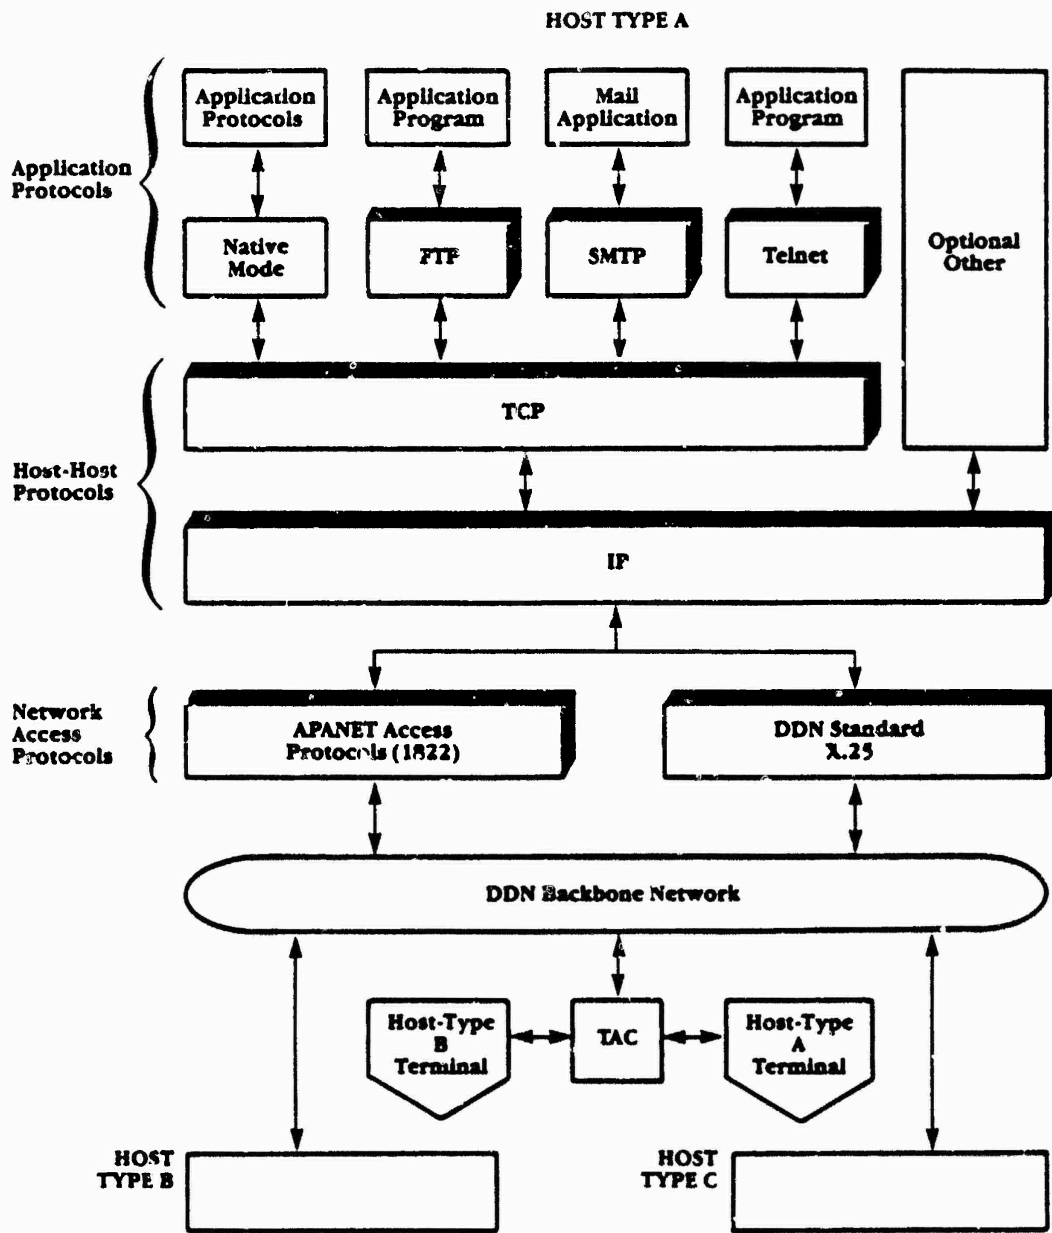 HOST TYPE A
Application
Protocols
Application
Program
Mail
Application
Application
Program
Application
Protocols
Native
Mode
FTP
SMTP
Telnet
Optional
Other
TCP
Host-Host
Protocols
IP
Network
Access
Protocols
APANET Access
Protocols (1822)
DDN Standard
X.25
DDN Backbone Network
Host-Type
B
Terminal
TAC
Host-Type
A
Terminal
HOST
TYPE B
HOST
TYPE C